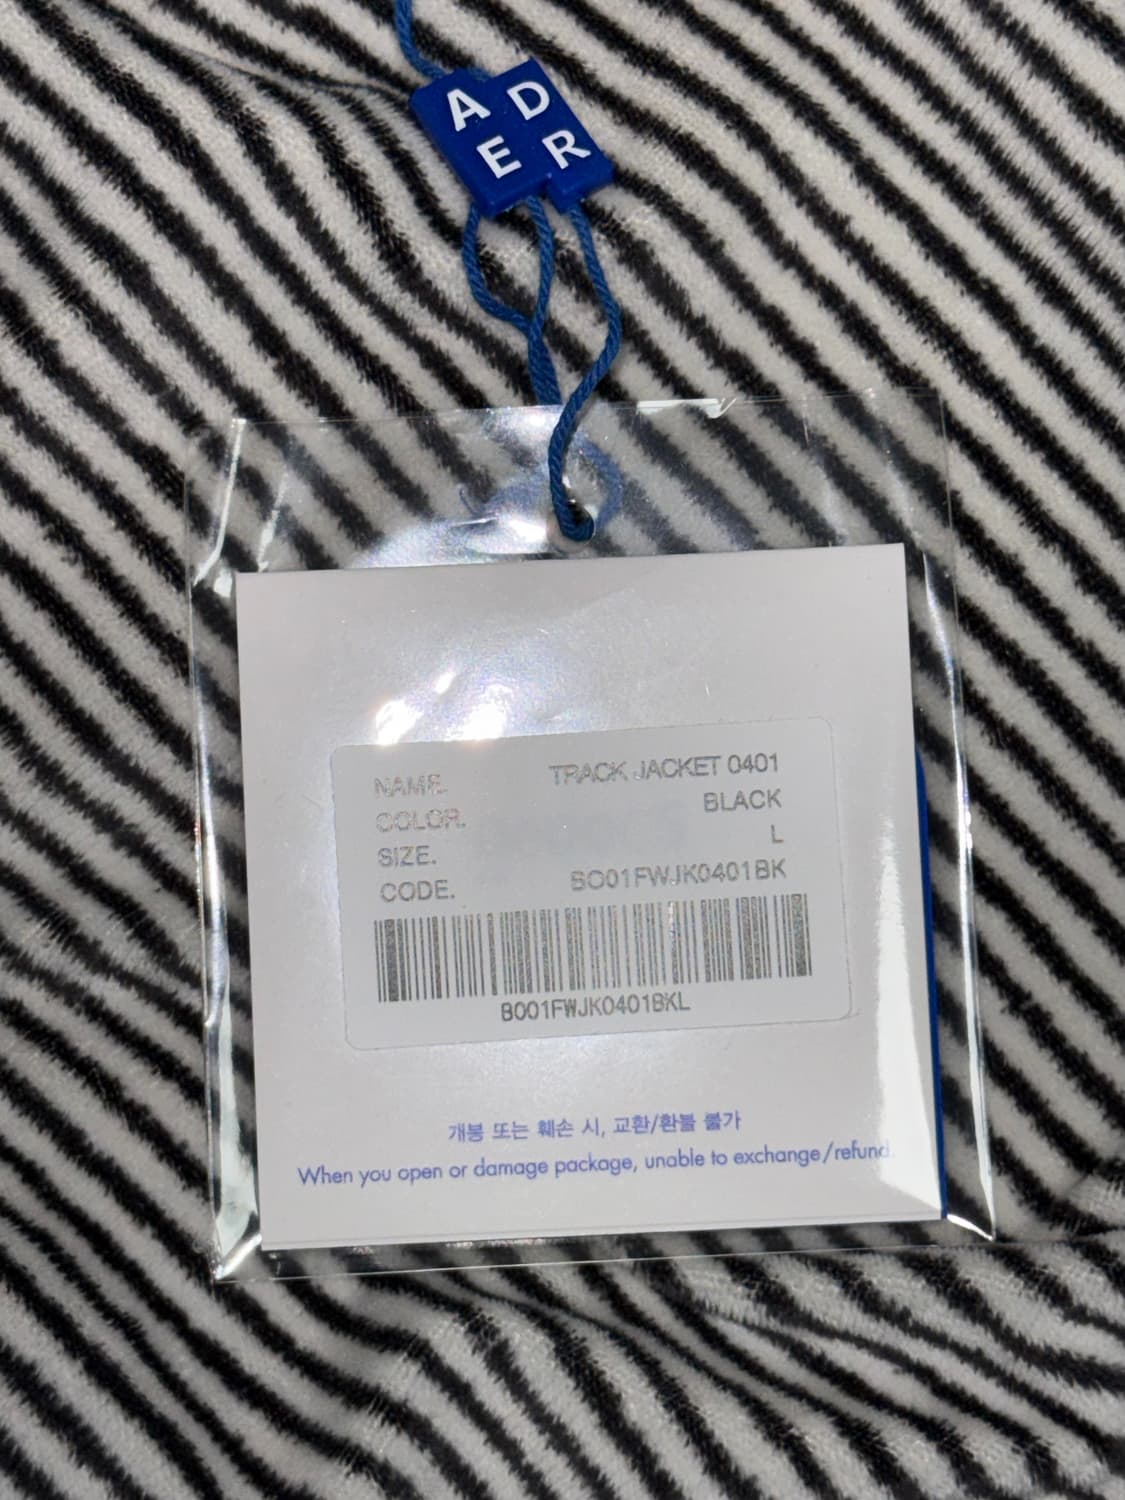 A D
E R
NAME. TRACK JACKET 0401
COLOR. BLACK
SIZE. L
CODE. BO01FWJK0401BK
BO01FWJK0401BKL
개봉 또는 훼손 시, 교환/환불 불가
When you open or damage package, unable to exchange/refund.